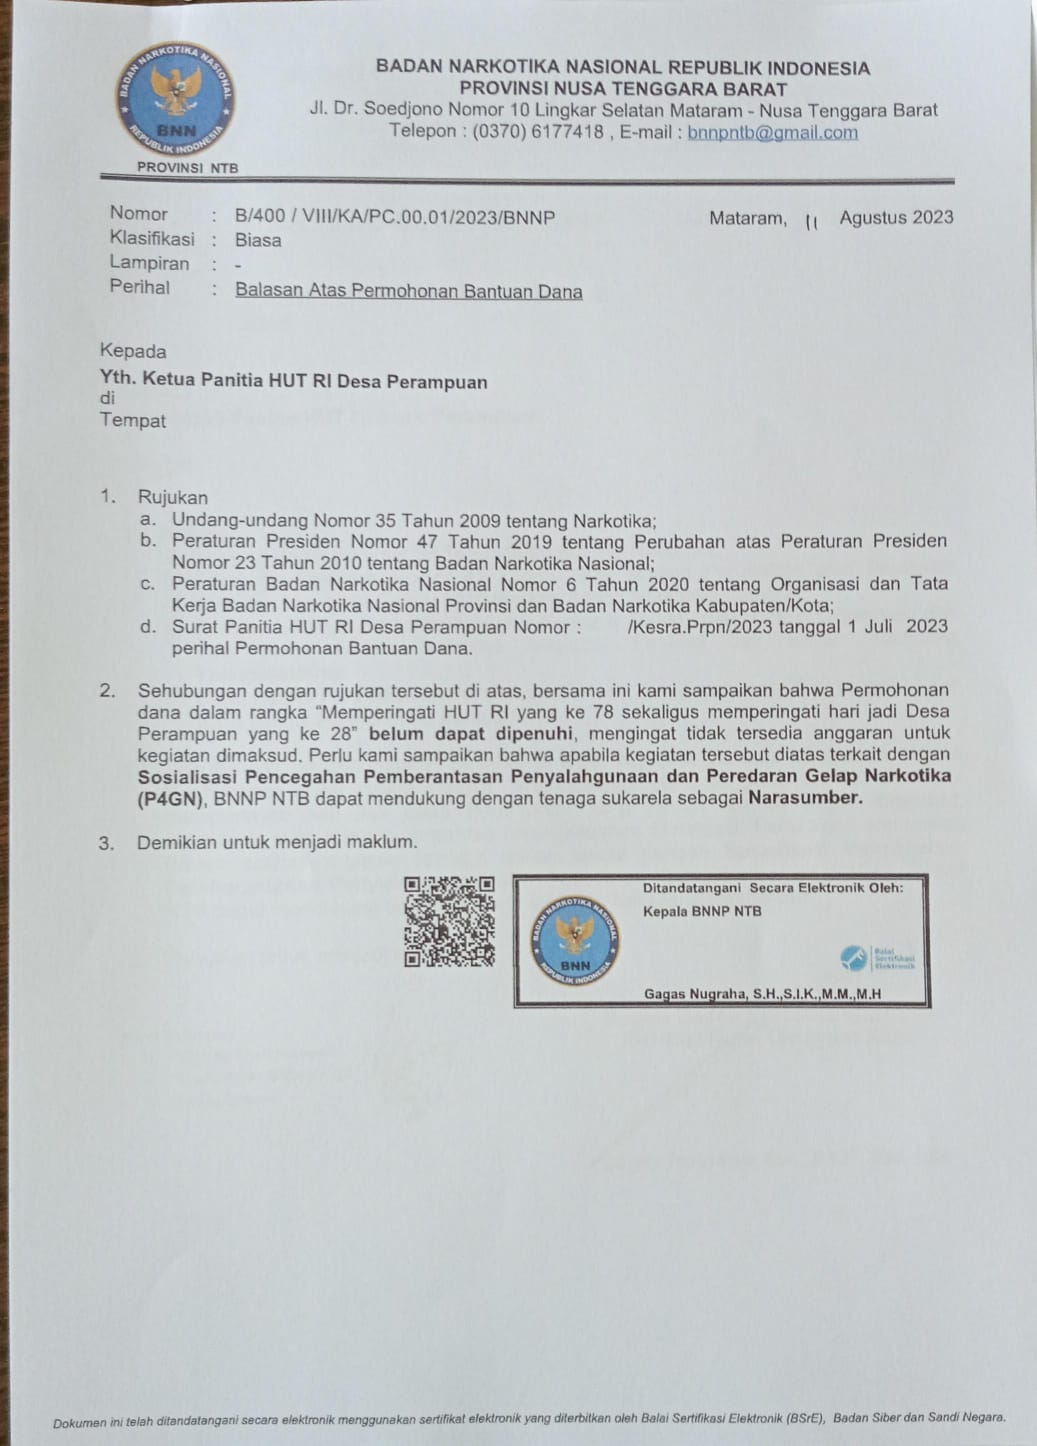 BADAN NARKOTIKA NASIONAL
REPUBLIK INDONESIA
BNN
PROVINSI NTB
BADAN NARKOTIKA NASIONAL REPUBLIK INDONESIA
PROVINSI NUSA TENGGARA BARAT
Jl. Dr. Soedjono Nomor 10 Lingkar Selatan Mataram - Nusa Tenggara Barat
Telepon : (0370) 6177418 , E-mail : bnnpntb@gmail.com
Nomor : B/400 / VIII/KA/PC.00.01/2023/BNNP Mataram, 11 Agustus 2023
Klasifikasi : Biasa
Lampiran : -
Perihal : Balasan Atas Permohonan Bantuan Dana
Kepada
Yth. Ketua Panitia HUT RI Desa Perampuan
di
Tempat
1. Rujukan
a. Undang-undang Nomor 35 Tahun 2009 tentang Narkotika;
b. Peraturan Presiden Nomor 47 Tahun 2019 tentang Perubahan atas Peraturan Presiden
Nomor 23 Tahun 2010 tentang Badan Narkotika Nasional;
c. Peraturan Badan Narkotika Nasional Nomor 6 Tahun 2020 tentang Organisasi dan Tata
Kerja Badan Narkotika Nasional Provinsi dan Badan Narkotika Kabupaten/Kota;
d. Surat Panitia HUT RI Desa Perampuan Nomor : /Kesra.Prpn/2023 tanggal 1 Juli 2023
perihal Permohonan Bantuan Dana.
2. Sehubungan dengan rujukan tersebut di atas, bersama ini kami sampaikan bahwa Permohonan
dana dalam rangka “Memperingati HUT RI yang ke 78 sekaligus memperingati hari jadi Desa
Perampuan yang ke 28” belum dapat dipenuhi, mengingat tidak tersedia anggaran untuk
kegiatan dimaksud. Perlu kami sampaikan bahwa apabila kegiatan tersebut diatas terkait dengan
Sosialisasi Pencegahan Pemberantasan Penyalahgunaan dan Peredaran Gelap Narkotika
(P4GN), BNNP NTB dapat mendukung dengan tenaga sukarela sebagai Narasumber.
3. Demikian untuk menjadi maklum.
Ditandatangani Secara Elektronik Oleh:
Kepala BNNP NTB
BADAN NARKOTIKA NASIONAL
REPUBLIK INDONESIA
BNN
Balai
Sertifikasi
Elektronik
Gagas Nugraha, S.H.,S.I.K.,M.M.,M.H
Dokumen ini telah ditandatangani secara elektronik menggunakan sertifikat elektronik yang diterbitkan oleh Balai Sertifikasi Elektronik (BSrE), Badan Siber dan Sandi Negara.